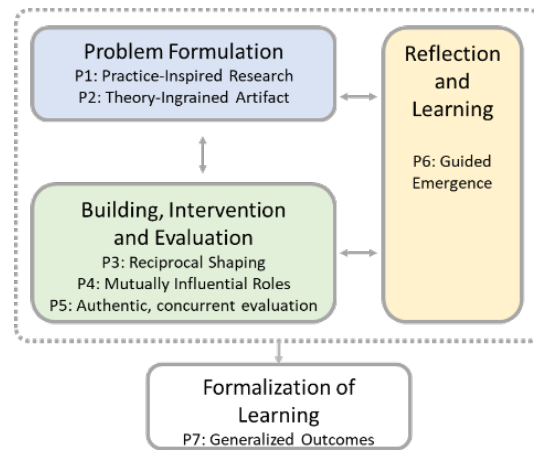 Problem Formulation
P1: Practice-Inspired Research
P2: Theory-Ingrained Artifact
Reflection
and
Learning
P6: Guided
Emergence
Building, Intervention
and Evaluation
P3: Reciprocal Shaping
P4: Mutually Influential Roles
P5: Authentic, concurrent evaluation
Formalization of
Learning
P7: Generalized Outcomes